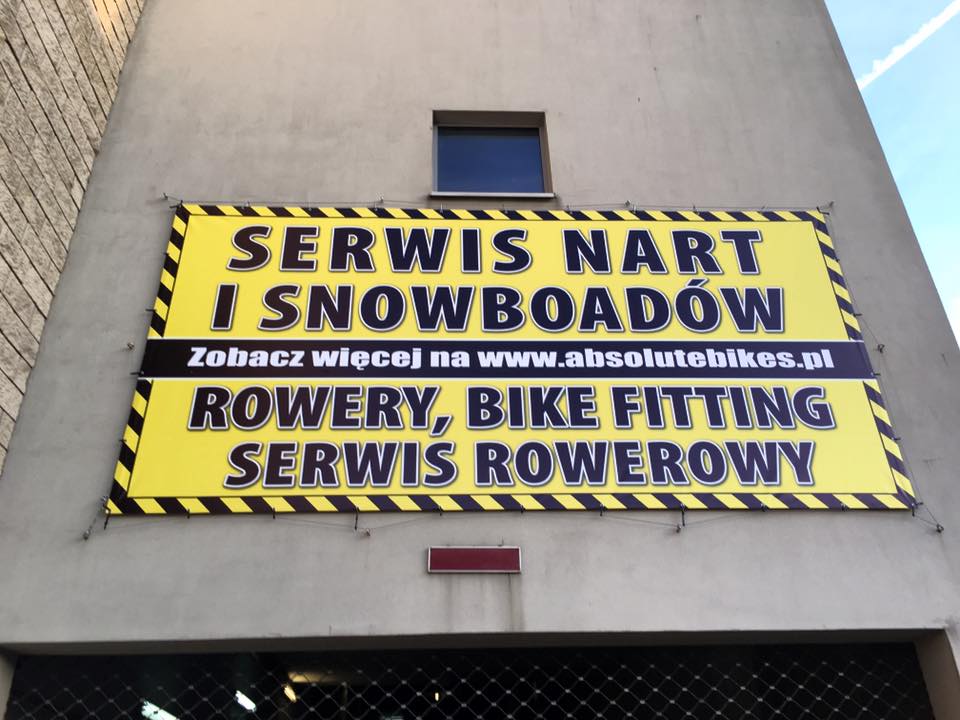 SERWIS NART
I SNOWBOADÓW
Zobacz więcej na www.absolutebikes.pl
ROWERY, BIKE FITTING
SERWIS ROWEROWY